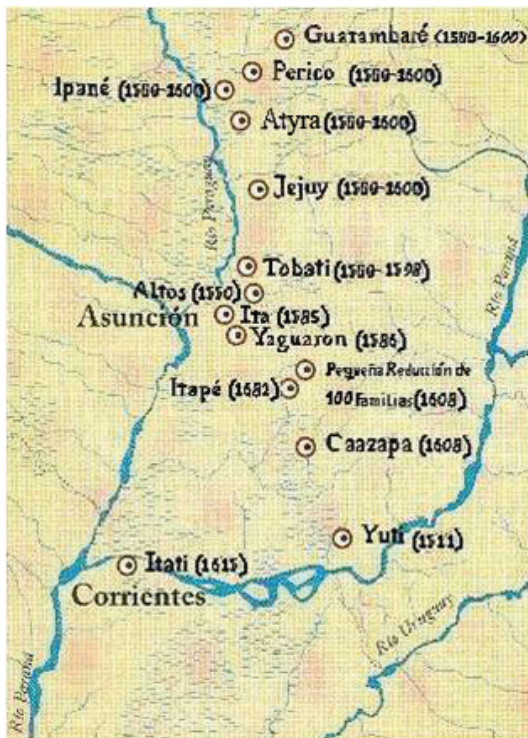 Guarambaré (1580-1600)
Perico (1580-1600)
Ipané (1580-1600)
Atyra (1580-1600)
Jejuy (1580-1600)
Río Paraguay
Río Paraná
Tobati (1580-1598)
Altos (1550)
Asunción
Ita (1585)
Yaguaron (1586)
Pequeña Reducción de
100 Familias (1608)
Itapé (1682)
Caazapa (1608)
Yuti (1511)
Itati (1615)
Corrientes
Río Uruguay
Río Paraná